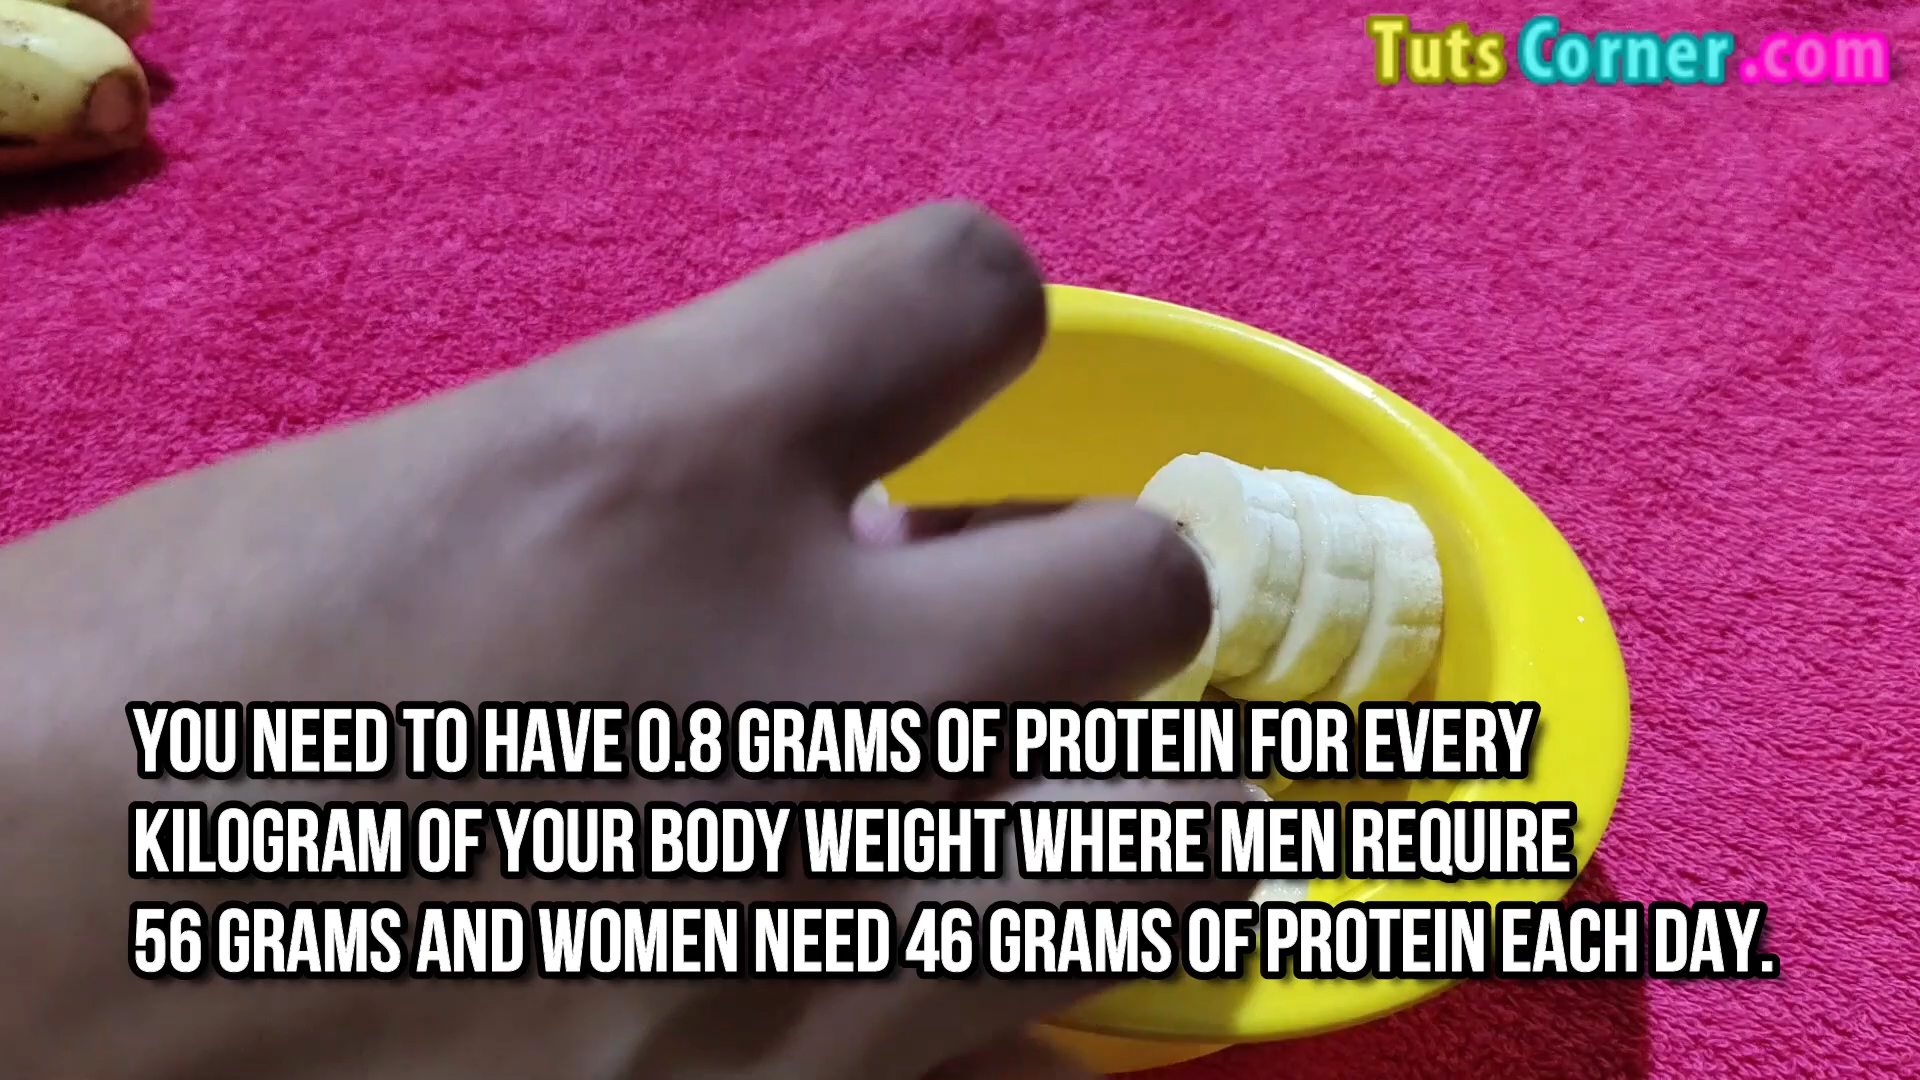 Tuts Corner .com
YOU NEED TO HAVE 0.8 GRAMS OF PROTEIN FOR EVERY
KILOGRAM OF YOUR BODY WEIGHT WHERE MEN REQUIRE
56 GRAMS AND WOMEN NEED 46 GRAMS OF PROTEIN EACH DAY.